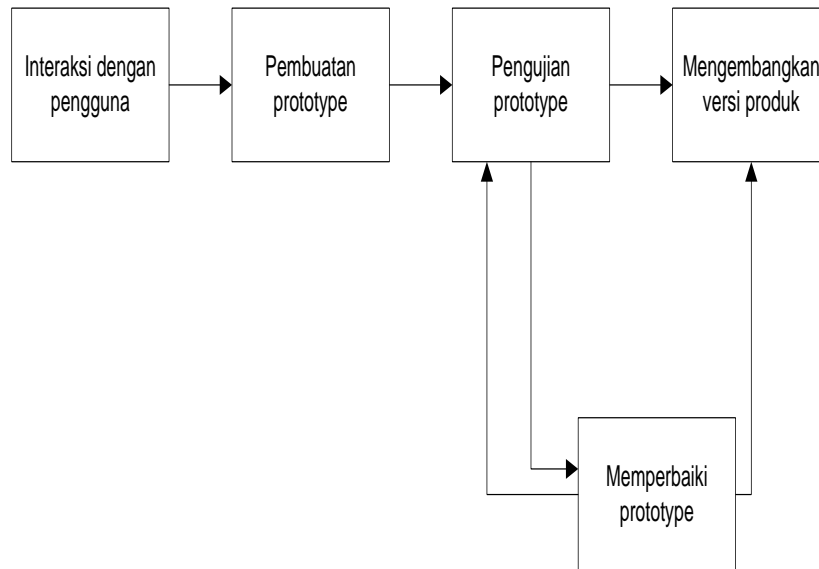 Interaksi dengan
pengguna
Pembuatan
prototype
Pengujian
prototype
Mengembangkan
versi produk
Memperbaiki
prototype